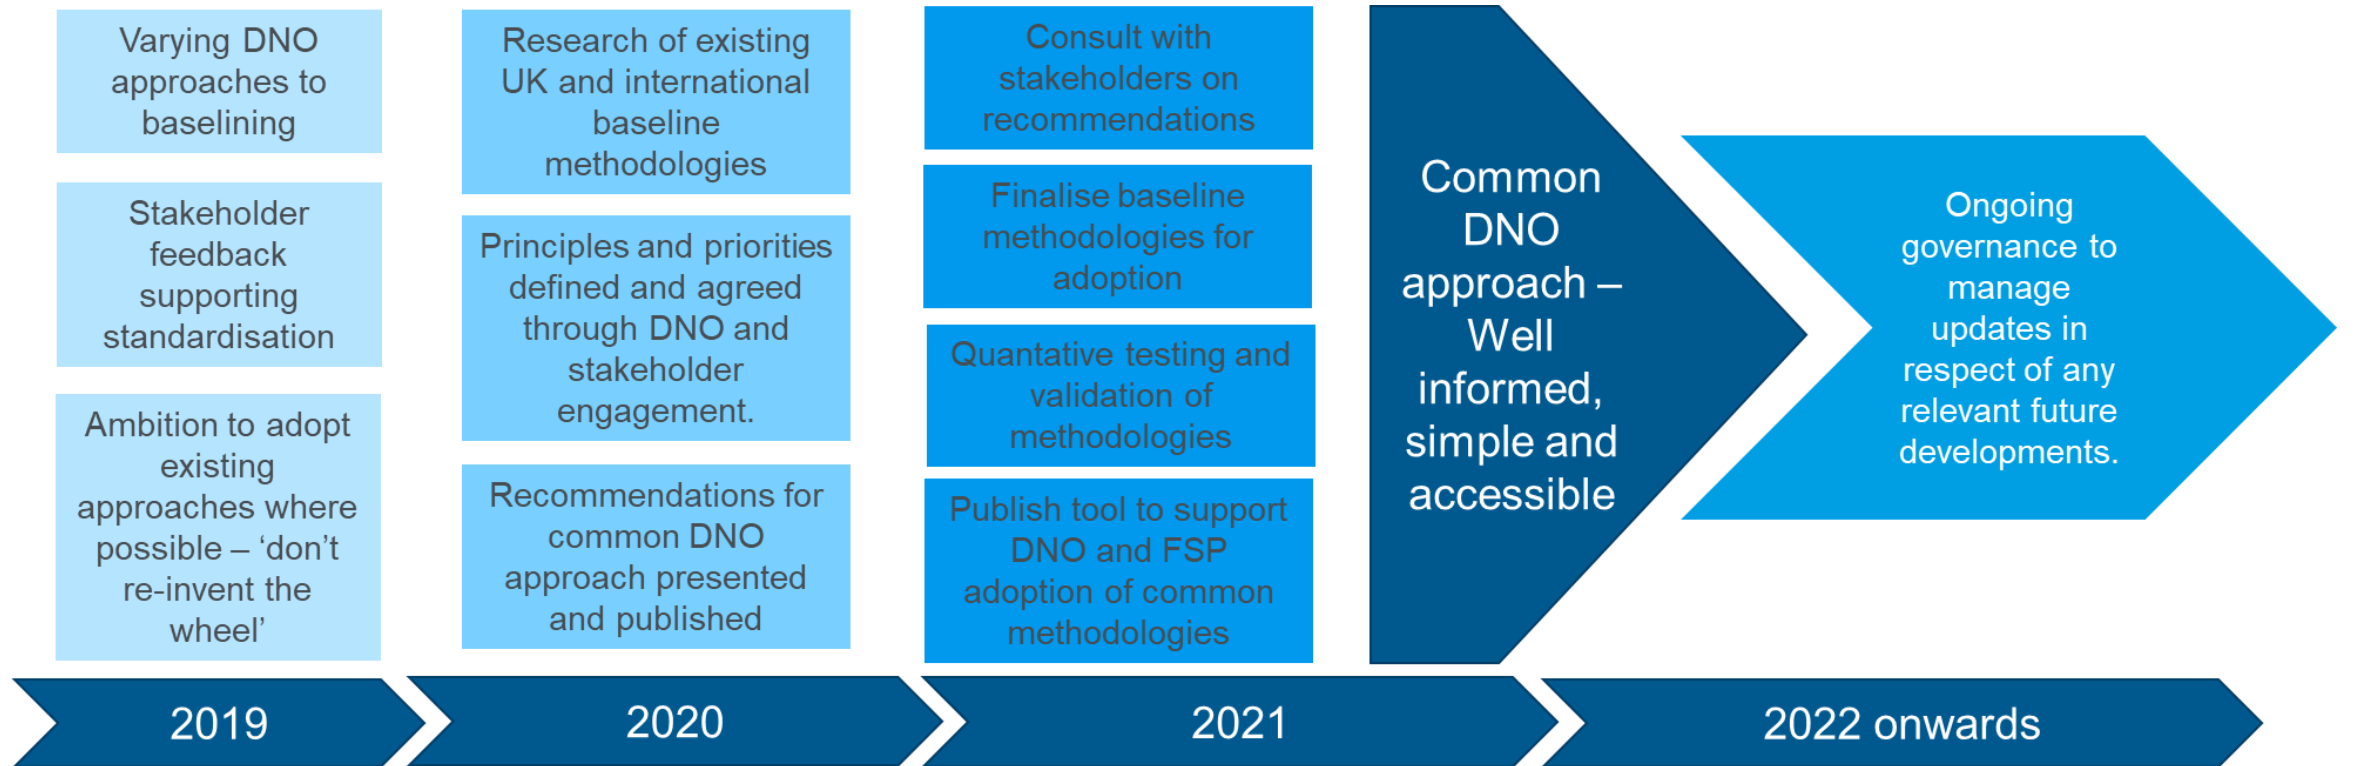 Varying DNO
approaches to
baselining
Stakeholder
feedback
supporting
standardisation
Ambition to adopt
existing
approaches where
possible – ‘don’t
re-invent the
wheel’
Research of existing
UK and international
baseline
methodologies
Principles and priorities
defined and agreed
through DNO and
stakeholder
engagement.
Recommendations for
common DNO
approach presented
and published
Consult with
stakeholders on
recommendations
Finalise baseline
methodologies for
adoption
Quantative testing and
validation of
methodologies
Publish tool to support
DNO and FSP
adoption of common
methodologies
Common
DNO
approach –
Well
informed,
simple and
accessible
Ongoing
governance to
manage
updates in
respect of any
relevant future
developments.
2019
2020
2021
2022 onwards